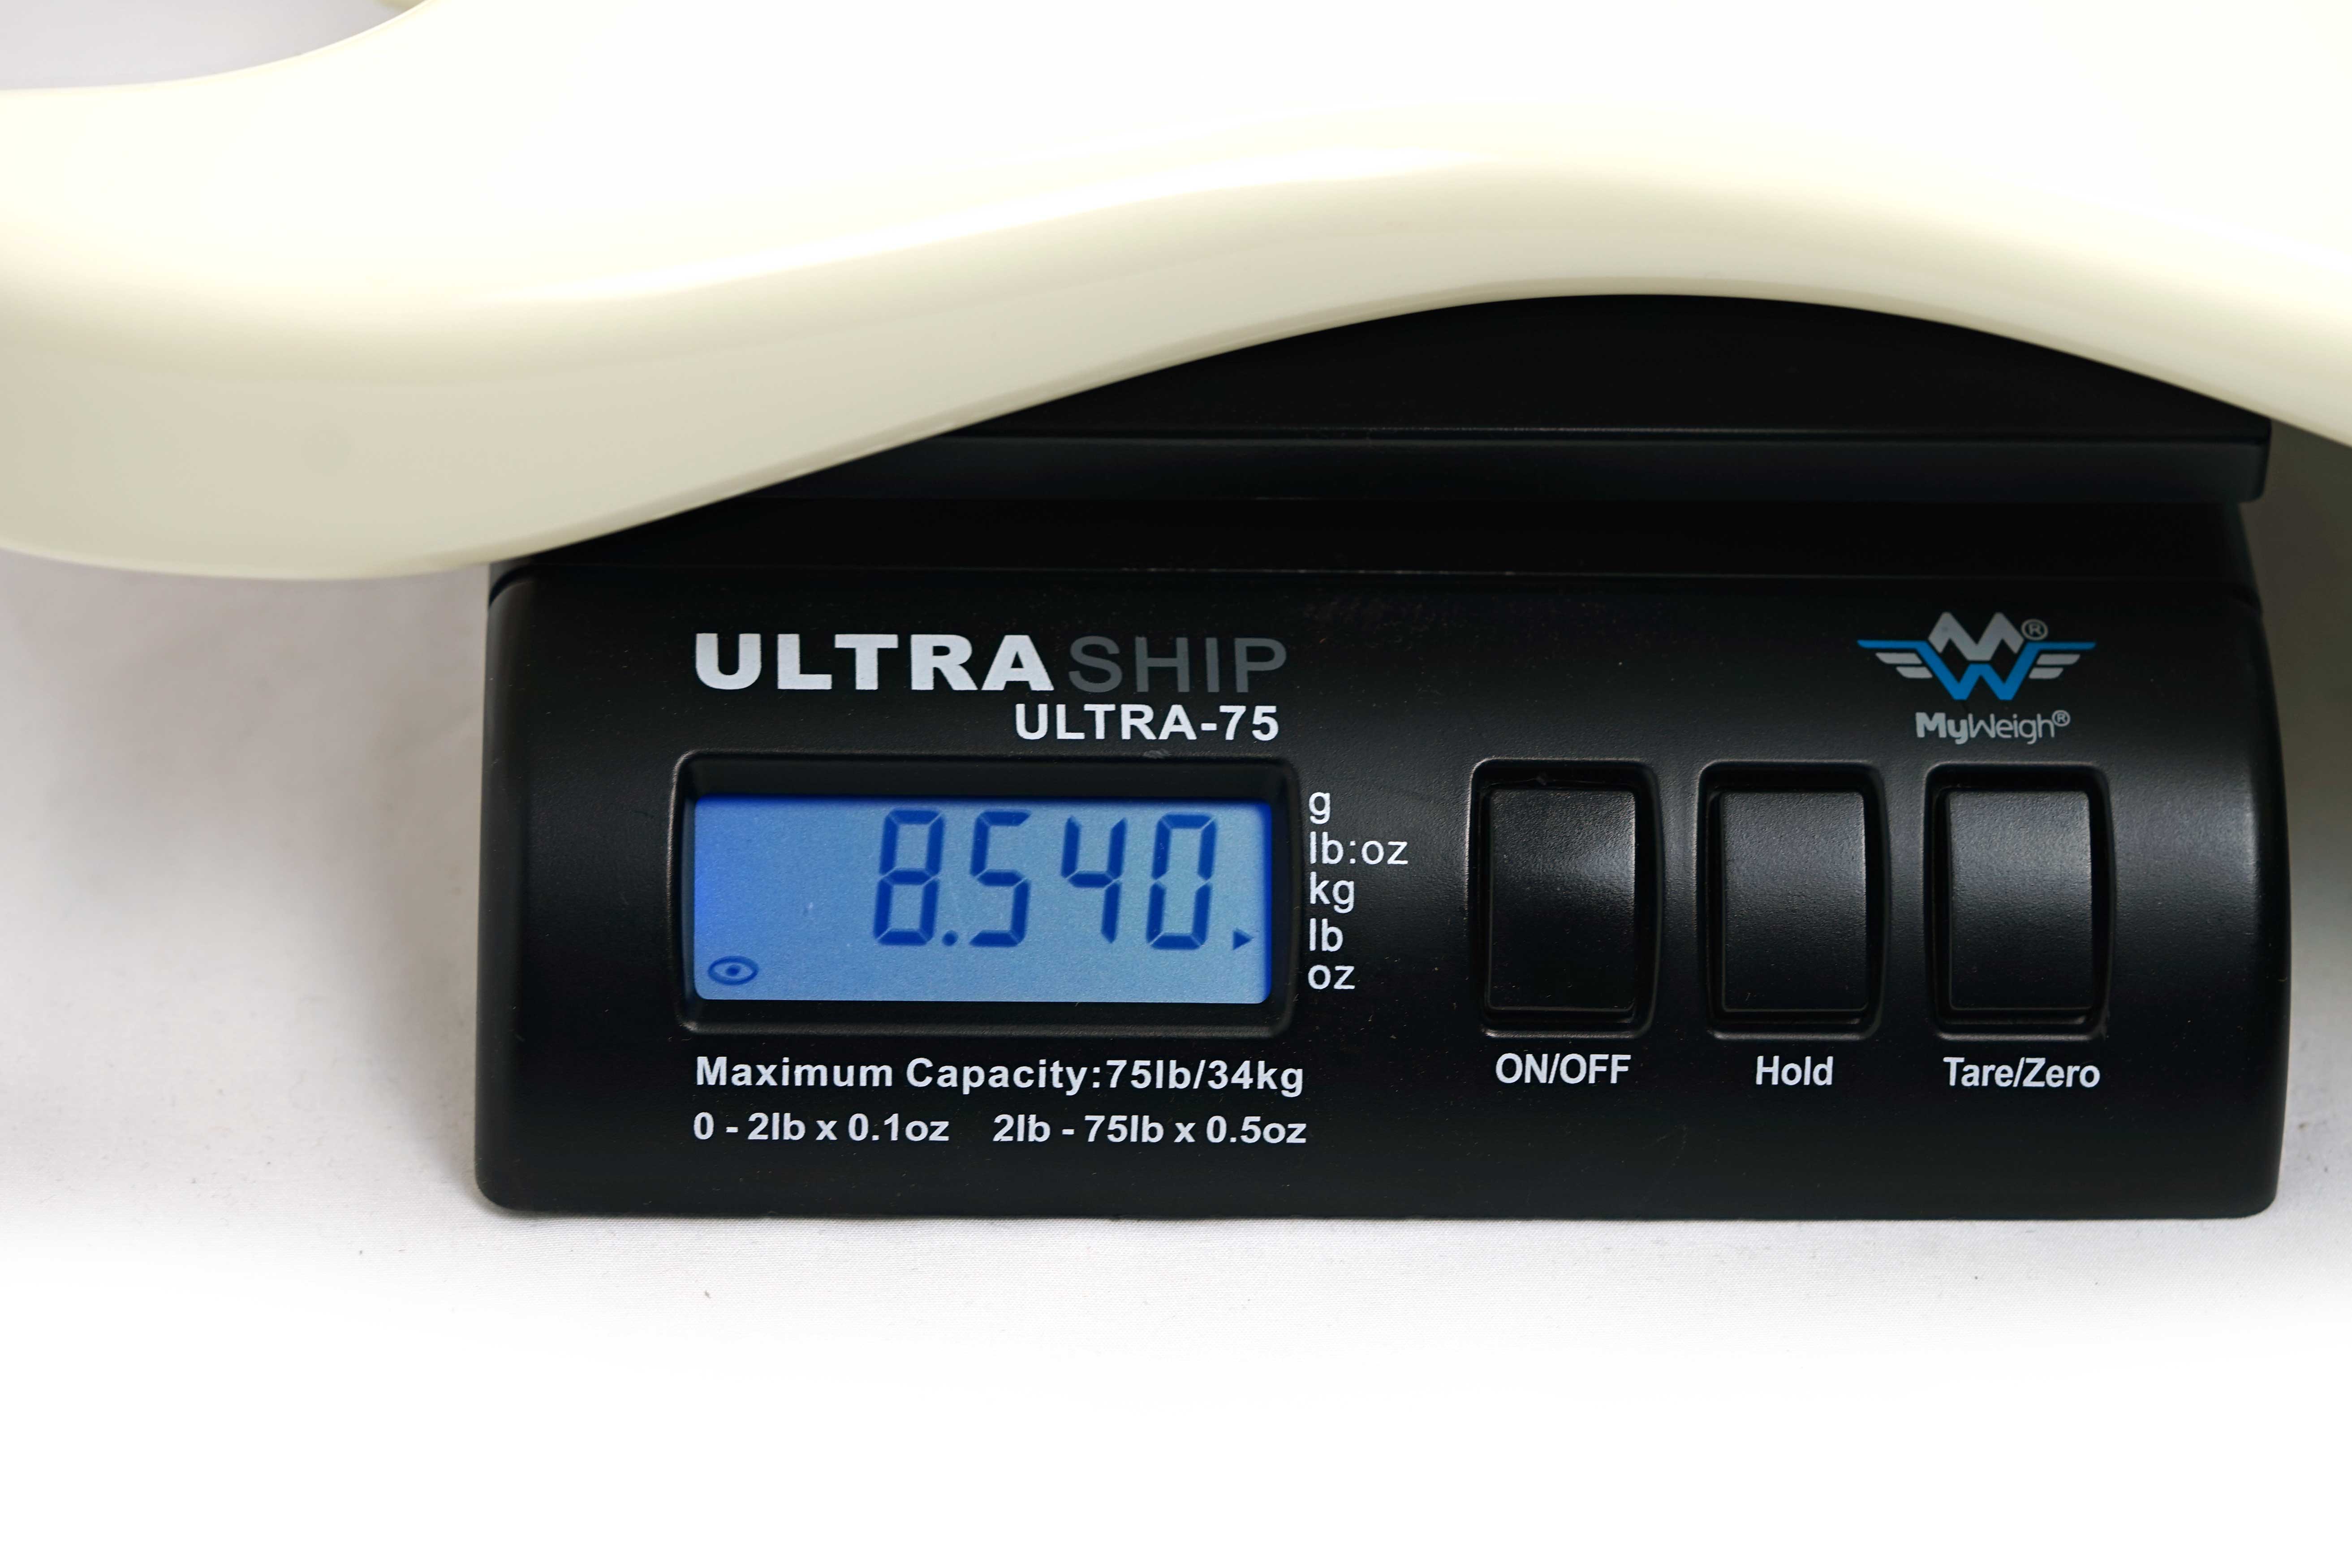 ULTRASHIP
ULTRA-75
MW®
MyWeigh®
8.540
g
lb:oz
kg
lb
oz
Maximum Capacity:75lb/34kg
0 - 2lb x 0.1oz 2lb - 75lb x 0.5oz
ON/OFF
Hold
Tare/Zero